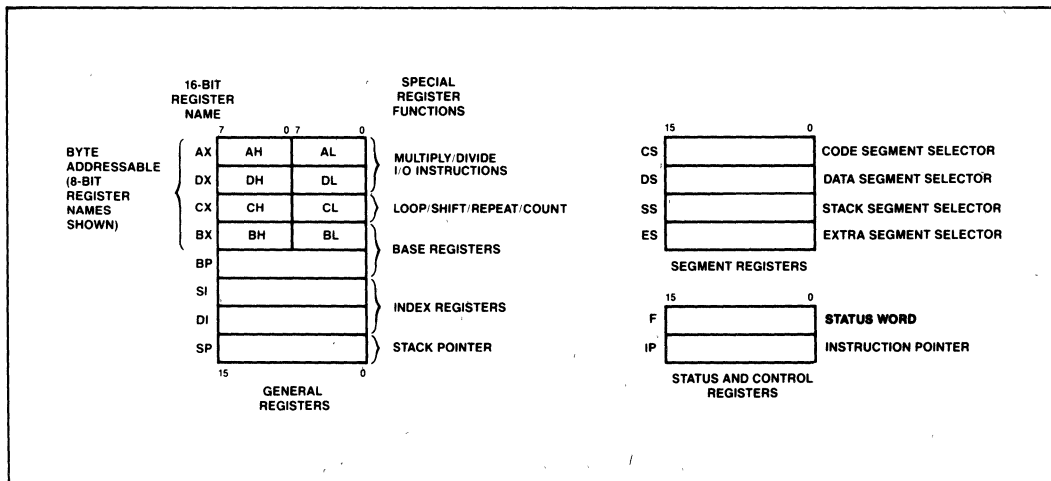 16-BIT
REGISTER
NAME
SPECIAL
REGISTER
FUNCTIONS
7 0 7 0
BYTE
ADDRESSABLE
(8-BIT
REGISTER
NAMES
SHOWN)
AX AH AL
DX DH DL
MULTIPLY/DIVIDE
I/O INSTRUCTIONS
CX CH CL LOOP/SHIFT/REPEAT/COUNT
BX BH BL
BP
BASE REGISTERS
SI
DI
INDEX REGISTERS
SP STACK POINTER
15 0
GENERAL
REGISTERS
15 0
CS CODE SEGMENT SELECTOR
DS DATA SEGMENT SELECTOR
SS STACK SEGMENT SELECTOR
ES EXTRA SEGMENT SELECTOR
SEGMENT REGISTERS
15 0
F STATUS WORD
IP INSTRUCTION POINTER
STATUS AND CONTROL
REGISTERS